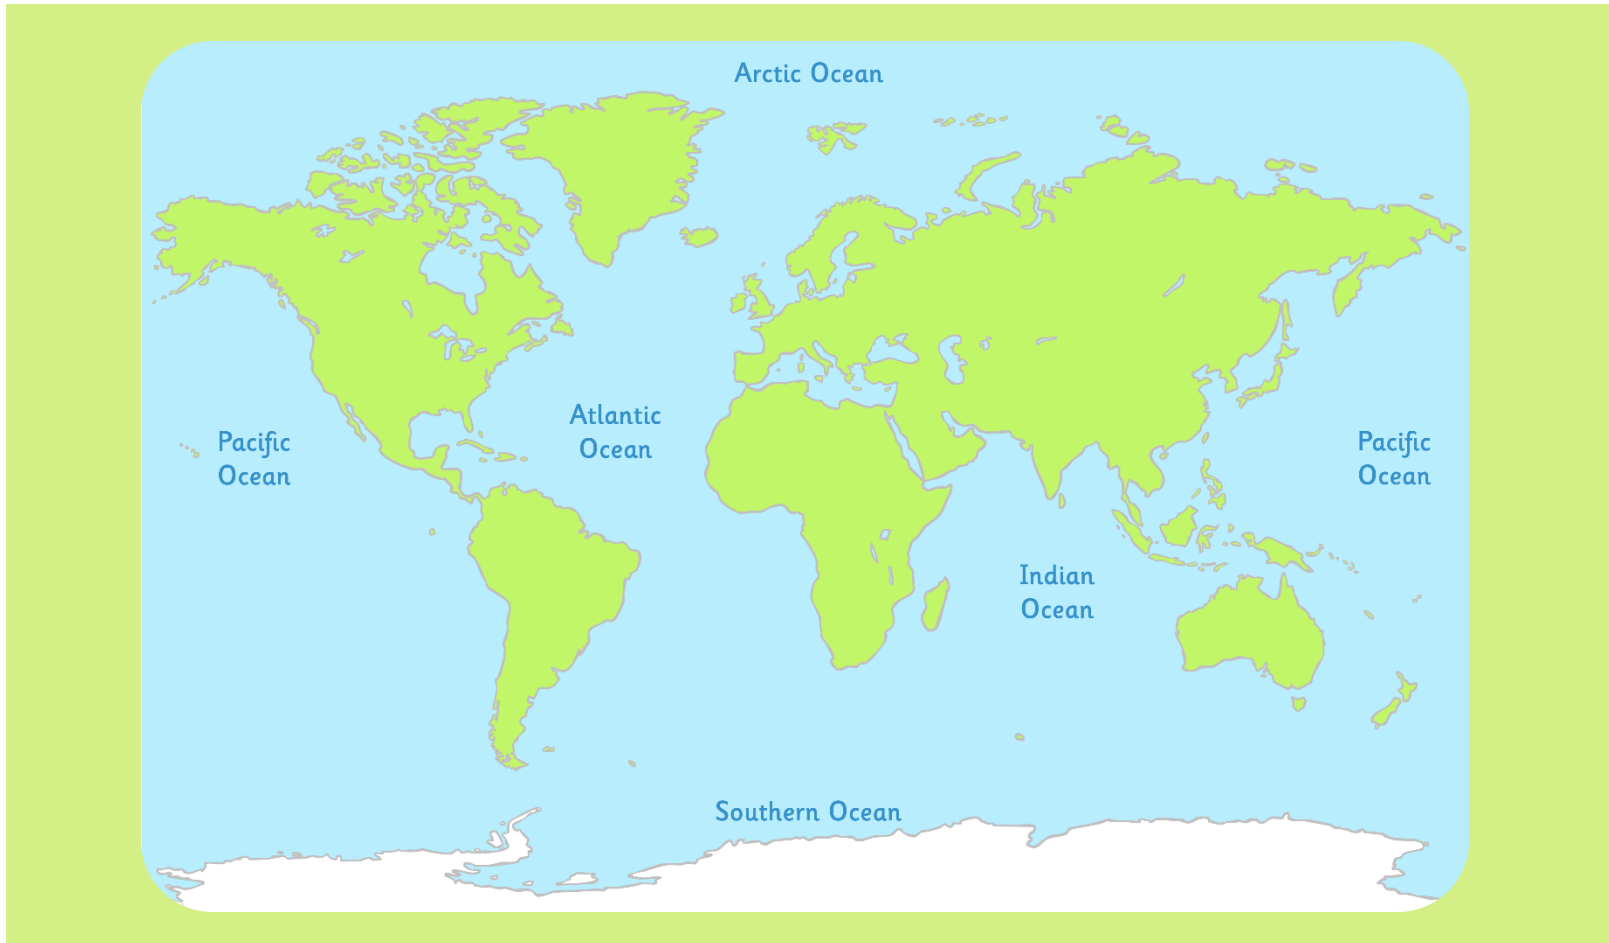 Arctic Ocean
Atlantic
Ocean
Pacific
Ocean
Pacific
Ocean
Indian
Ocean
Southern Ocean